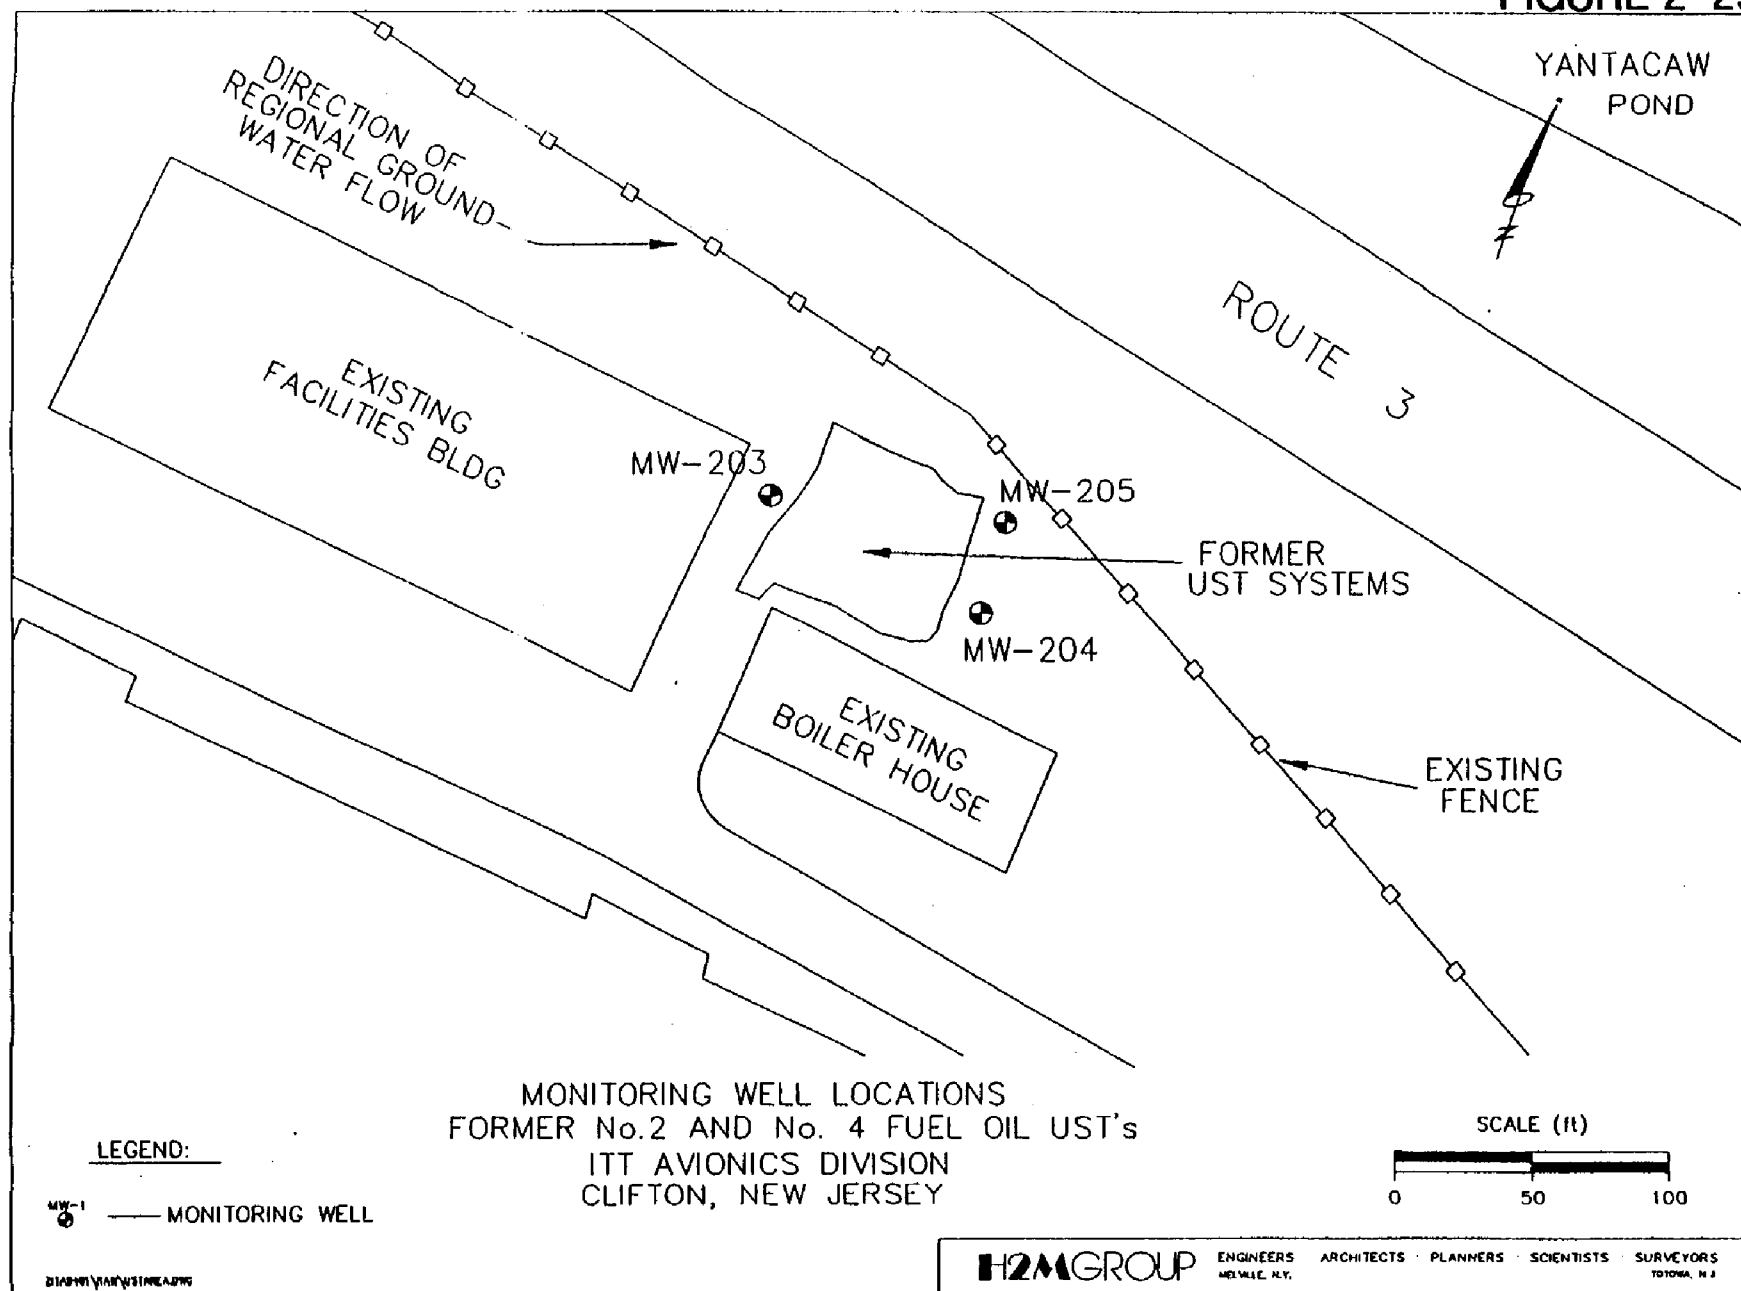 YANTACAW
POND
DIRECTION OF
REGIONAL GROUND-
WATER FLOW
ROUTE 3
EXISTING
FACILITIES BLDG
MW-203
MW-205
FORMER
UST SYSTEMS
MW-204
EXISTING
BOILER HOUSE
EXISTING
FENCE
MONITORING WELL LOCATIONS
FORMER No.2 AND No. 4 FUEL OIL UST's
ITT AVIONICS DIVISION
CLIFTON, NEW JERSEY
LEGEND:
MW-1
MONITORING WELL
SCALE (ft)
0 50 100
H2MGROUP
ENGINEERS ARCHITECTS PLANNERS SCIENTISTS SURVEYORS
MELVILLE, N.Y. TOTOWA, N.J